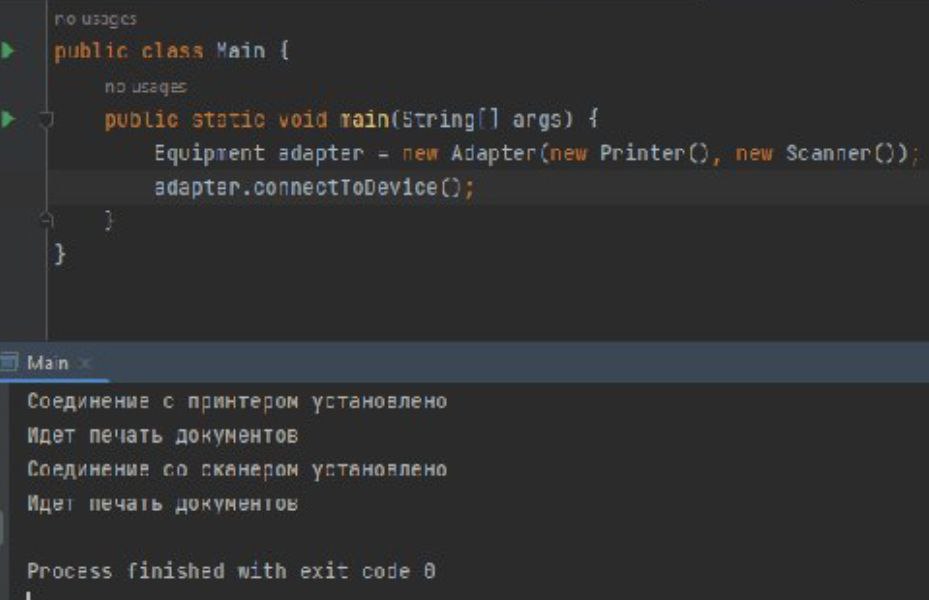 no usages
public class Main {
no usages
public static void main(String[] args) {
Equipment adapter = new Adapter(new Printer(), new Scanner());
adapter.connectToDevice();
}
}
Main ×
Соединение с принтером установлено
Идет печать документов
Соединение со сканером установлено
Идет печать документов
Process finished with exit code 0